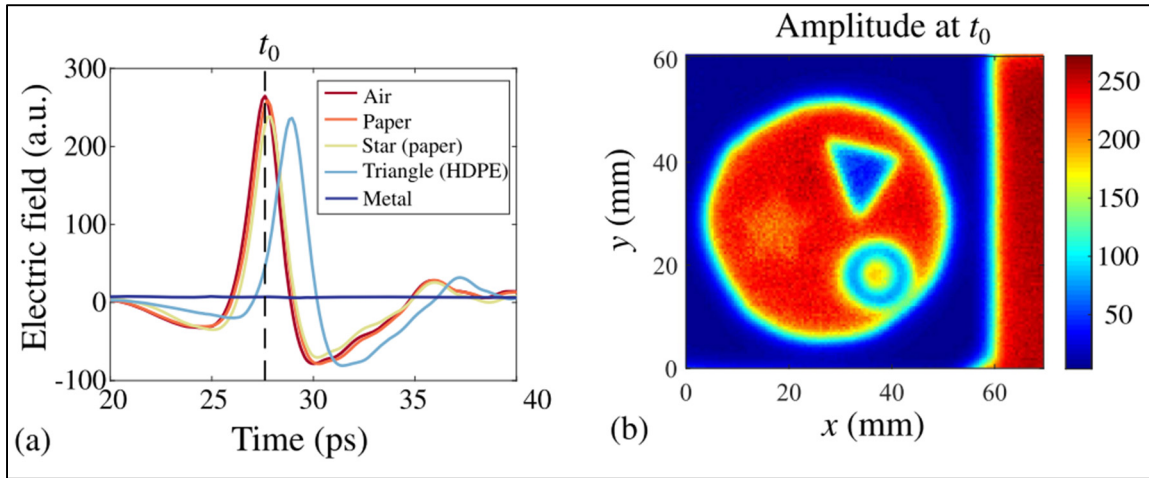 t0
300
200
100
0
-100
Electric field (a.u.)
Air
Paper
Star (paper)
Triangle (HDPE)
Metal
20 25 30 35 40
Time (ps)
(a)
Amplitude at t0
60
40
20
0
y (mm)
0 20 40 60
x (mm)
250
200
150
100
50
(b)